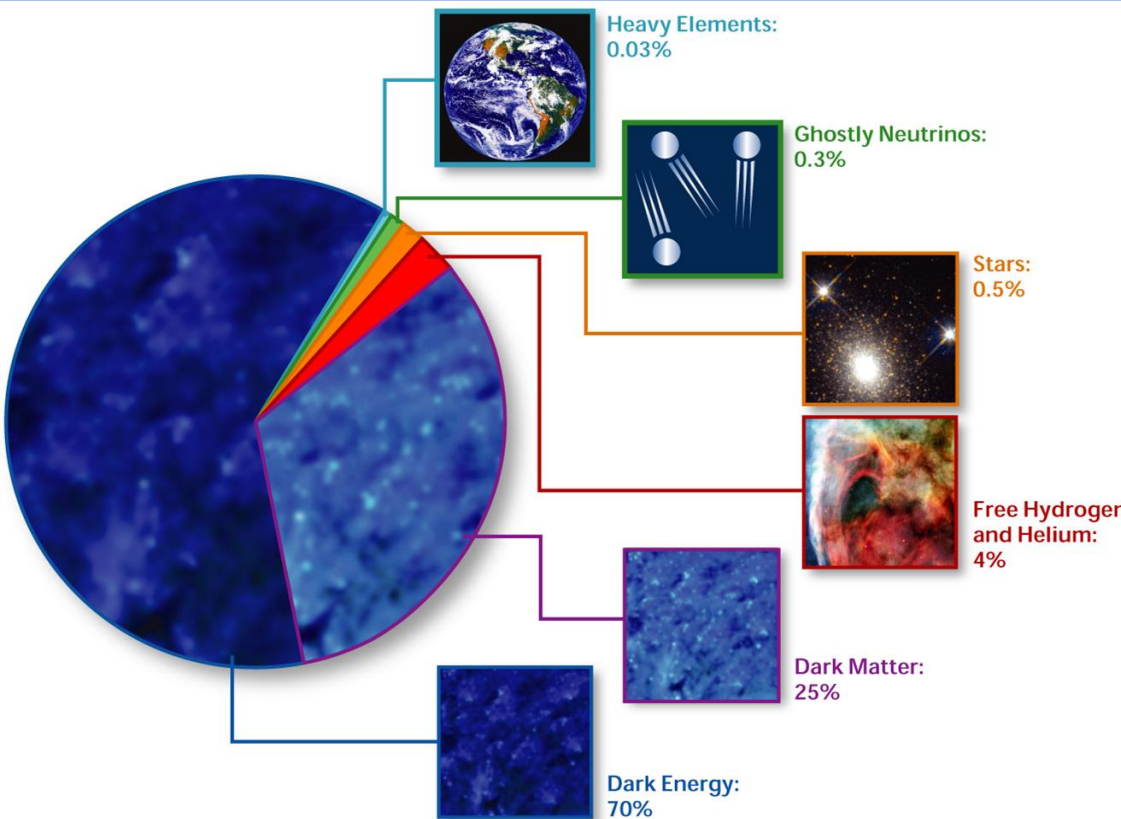 Heavy Elements:
0.03%
Ghostly Neutrinos:
0.3%
Stars:
0.5%
Free Hydrogen
and Helium:
4%
Dark Matter:
25%
Dark Energy:
70%